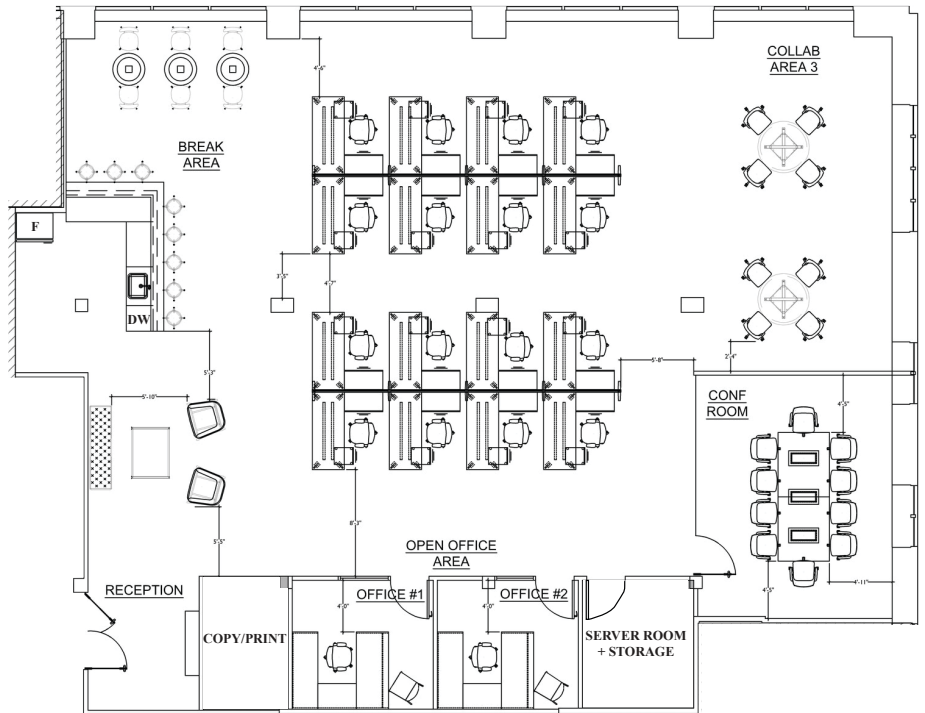 COLLAB
AREA 3
4'-6"
BREAK
AREA
F
3'-5"
4'-7"
DW
5'-3"
5'-8"
2'-4"
5'-10"
CONF
ROOM
4'-5"
8'-3"
5'-5"
OPEN OFFICE
AREA
4'-11"
4'-5"
RECEPTION
OFFICE #1
OFFICE #2
4'-0"
4'-0"
COPY/PRINT
SERVER ROOM
+ STORAGE